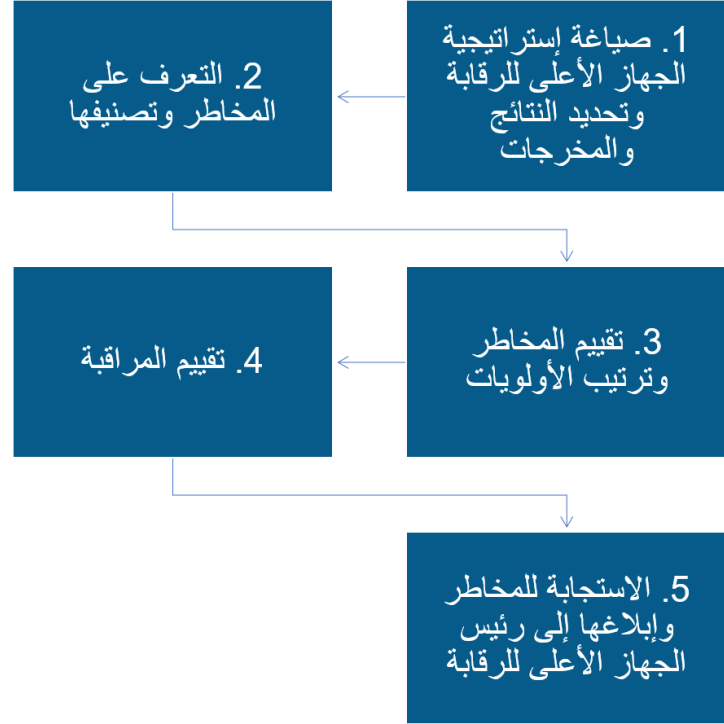 1. صياغة إستراتيجية
الجهاز الأعلى للرقابة
وتحديد النتائج
والمخرجات
2. التعرف على
المخاطر وتصنيفها
3. تقييم المخاطر
وترتيب الأولويات
4. تقييم المراقبة
5. الاستجابة للمخاطر
وإبلاغها إلى رئيس
الجهاز الأعلى للرقابة